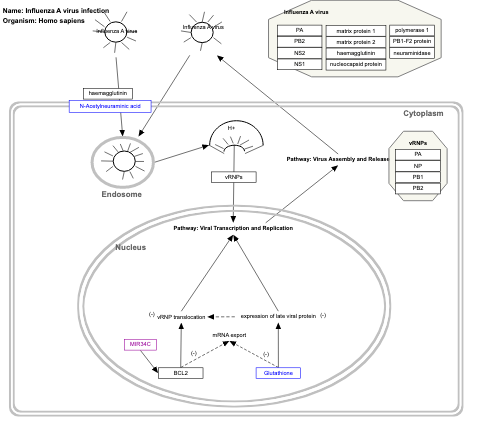 Name: Influenza A virus infection
Organism: Homo sapiens
Influenza A virus
Influenza A virus
Influenza A virus
PA
matrix protein 1
polymerase 1
PB2
matrix protein 2
PB1-F2 protein
NS2
haemagglutinin
neuraminidase
NS1
nucleocapsid protein
haemagglutinin
N-Acetylneuraminic acid
Cytoplasm
H+
Endosome
vRNPs
Pathway: Virus Assembly and Release
vRNPs
PA
NP
PB1
PB2
Pathway: Viral Transcription and Replication
Nucleus
(-) vRNP translocation
expression of late viral protein (-)
mRNA export
MIR34C
(-)
(-)
BCL2
Glutathione